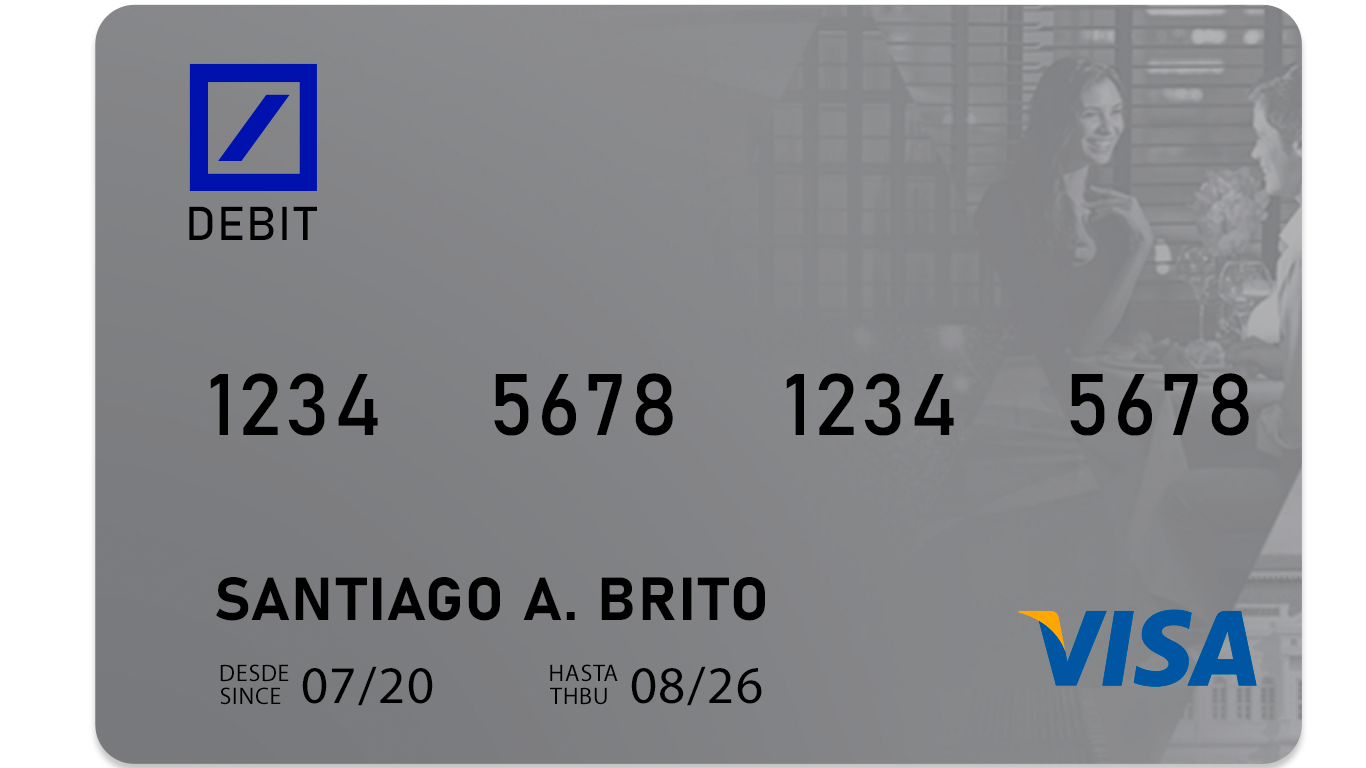 DEBIT
1234 5678 1234 5678
SANTIAGO A. BRITO
DESDE SINCE 07/20 HASTA THBU 08/26
VISA